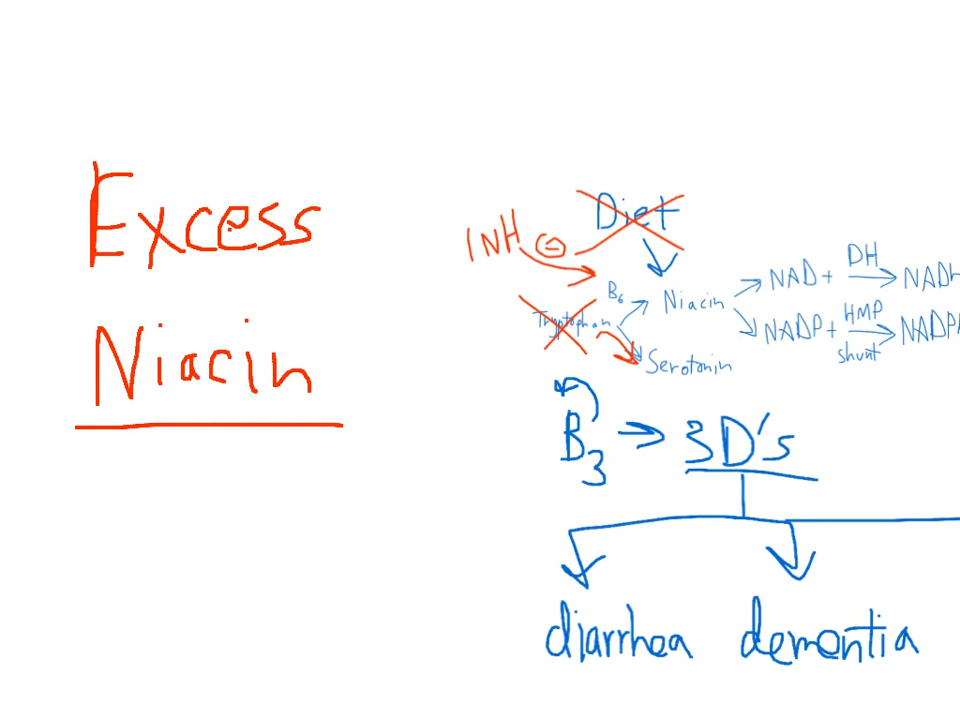 Excess
Niacin
Diet
INH ⊖
B6
Tryptophan
Niacin
Serotonin
NAD+ DH NADH
NADP+ HMP shunt NADPH
B3 → 3D's
diarrhea dementia